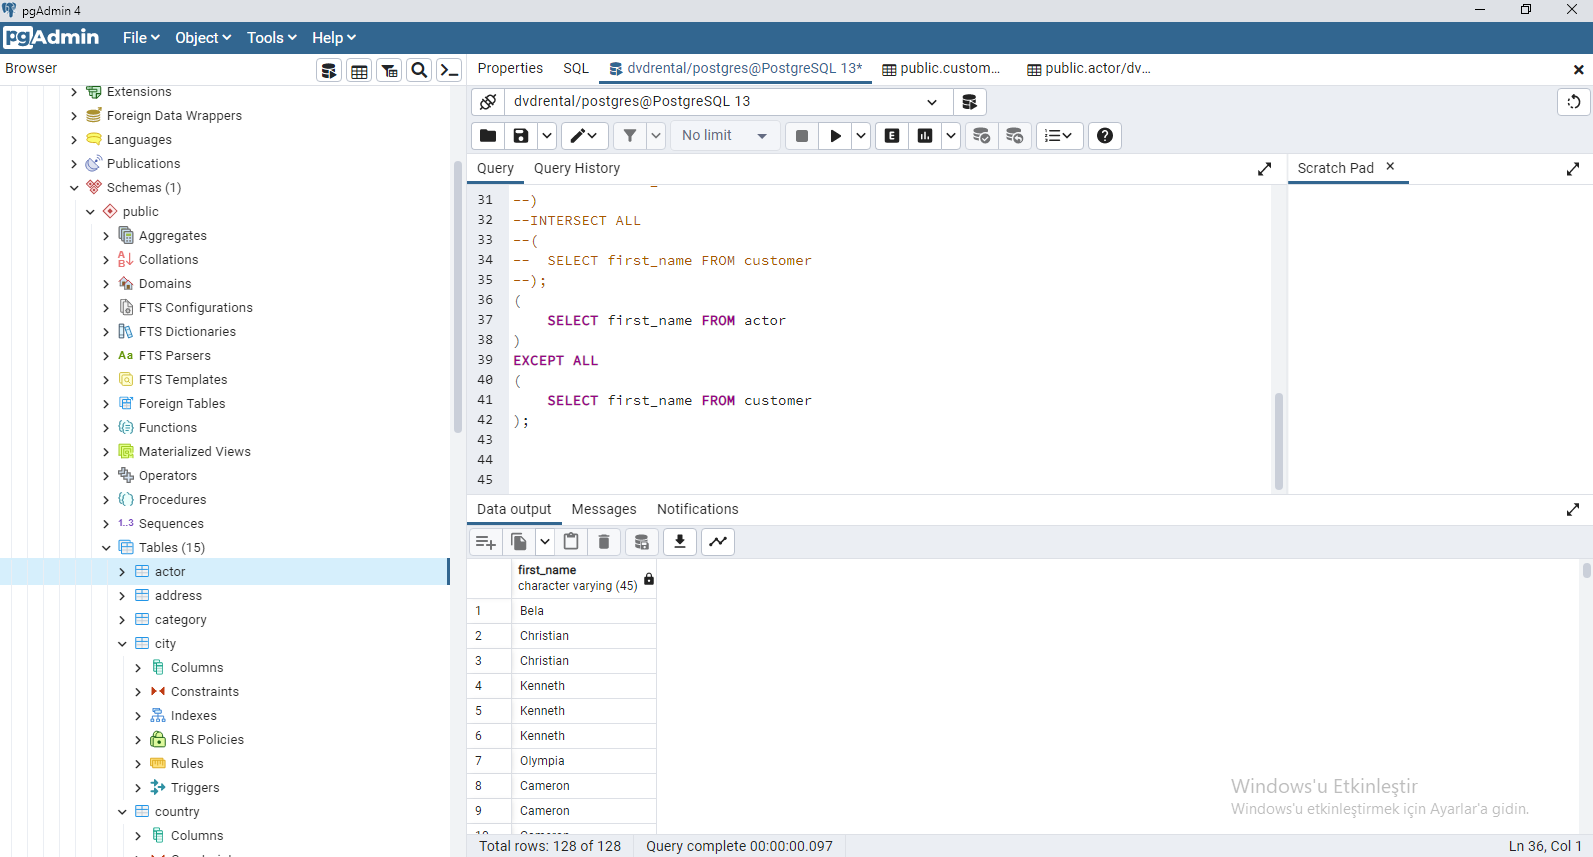 pgAdmin 4
pgAdmin File Object Tools Help
Browser
Extensions
Foreign Data Wrappers
Languages
Publications
Schemas (1)
public
Aggregates
Collations
Domains
FTS Configurations
FTS Dictionaries
Aa FTS Parsers
FTS Templates
Foreign Tables
Functions
Materialized Views
Operators
Procedures
1..3 Sequences
Tables (15)
actor
address
category
city
Columns
Constraints
Indexes
RLS Policies
Rules
Triggers
country
Columns
Properties SQL dvdrental/postgres@PostgreSQL 13* public.custom... public.actor/dv...
dvdrental/postgres@PostgreSQL 13
No limit E
Query Query History
Scratch Pad
31 --)
32 --INTERSECT ALL
33 --(
34 -- SELECT first_name FROM customer
35 --);
36 (
37 SELECT first_name FROM actor
38 )
39 EXCEPT ALL
40 (
41 SELECT first_name FROM customer
42 );
43
44
45
Data output Messages Notifications
first_name
character varying (45)
1 Bela
2 Christian
3 Christian
4 Kenneth
5 Kenneth
6 Kenneth
7 Olympia
8 Cameron
9 Cameron
10 Cameron
Windows'u Etkinleştir
Windows'u etkinleştirmek için Ayarlar'a gidin.
Total rows: 128 of 128 Query complete 00:00:00.097 Ln 36, Col 1